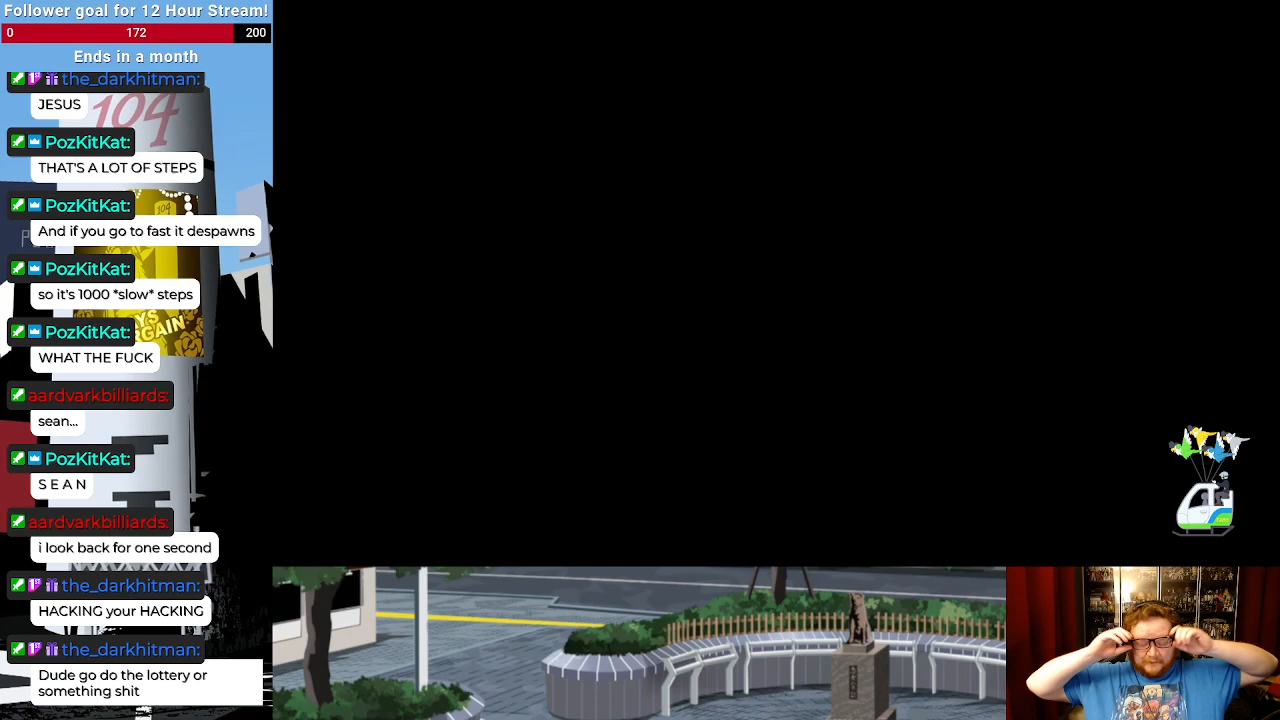 Follower goal for 12 Hour Stream!
0 172 200
Ends in a month
the_darkhitman:
JESUS
104
PozKitKat:
THAT'S A LOT OF STEPS
PozKitKat:
104
And if you go to fast it despawns
PozKitKat:
so it's 1000 *slow* steps
PozKitKat:
WHAT THE FUCK
aardvarkbilliards:
sean...
PozKitKat:
S E A N
aardvarkbilliards:
i look back for one second
the_darkhitman:
HACKING your HACKING
the_darkhitman:
Dude go do the lottery or
something shit